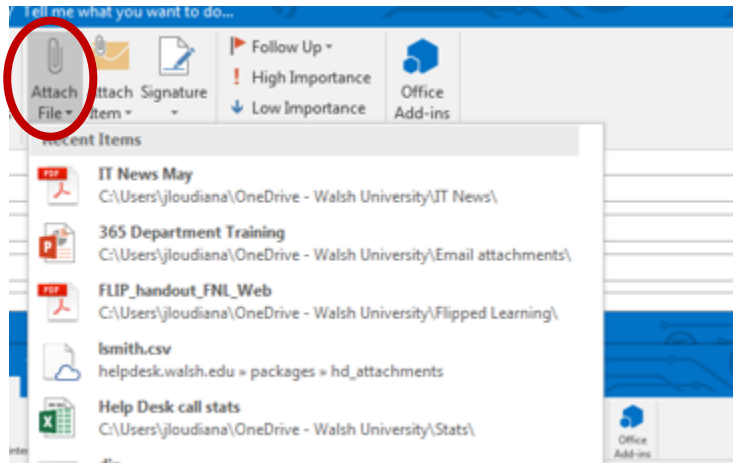 Tell me what you want to do...
Attach File
Attach Item
Signature
Follow Up
High Importance
Low Importance
Office Add-ins
Recent Items
IT News May
C:\Users\jloudiana\OneDrive - Walsh University\IT News\
365 Department Training
C:\Users\jloudiana\OneDrive - Walsh University\Email attachments\
FLIP_handout_FNL_Web
C:\Users\jloudiana\OneDrive - Walsh University\Flipped Learning\
lsmith.csv
helpdesk.walsh.edu » packages » hd_attachments
Help Desk call stats
C:\Users\jloudiana\OneDrive - Walsh University\Stats\
Office
Add-ins